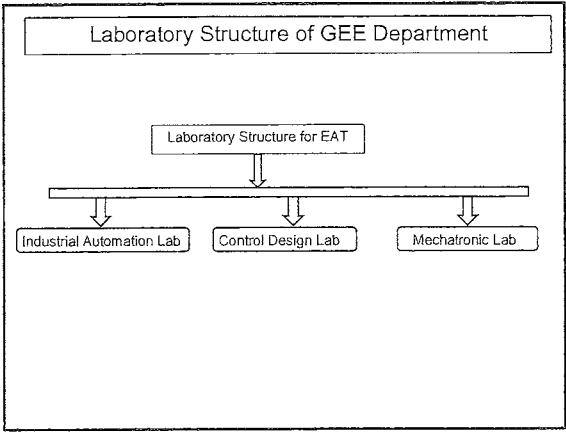 Laboratory Structure of GEE Department
Laboratory Structure for EAT
Industrial Automation Lab
Control Design Lab
Mechatronic Lab